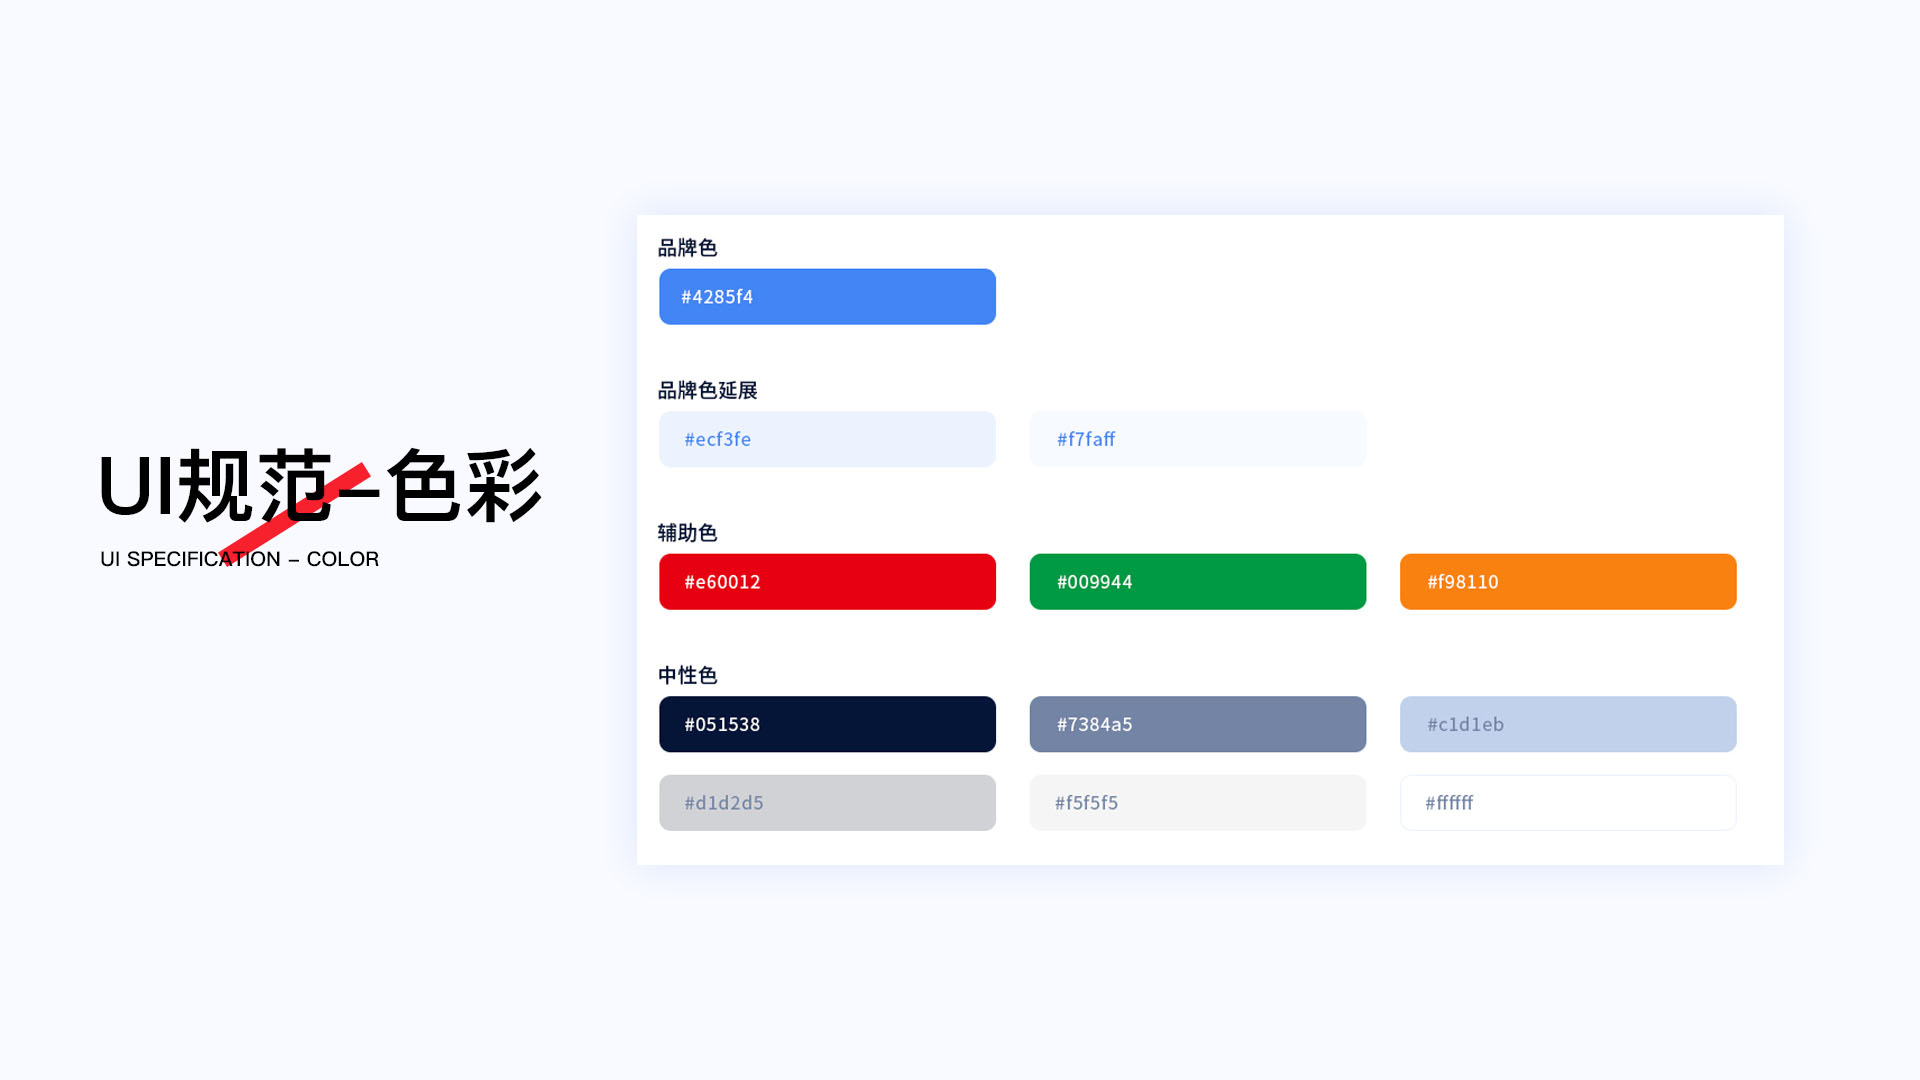 UI规范-色彩
UI SPECIFICATION – COLOR
品牌色
#4285f4
品牌色延展
#ecf3fe
#f7faff
辅助色
#e60012
#009944
#f98110
中性色
#051538
#7384a5
#c1d1eb
#d1d2d5
#f5f5f5
#ffffff